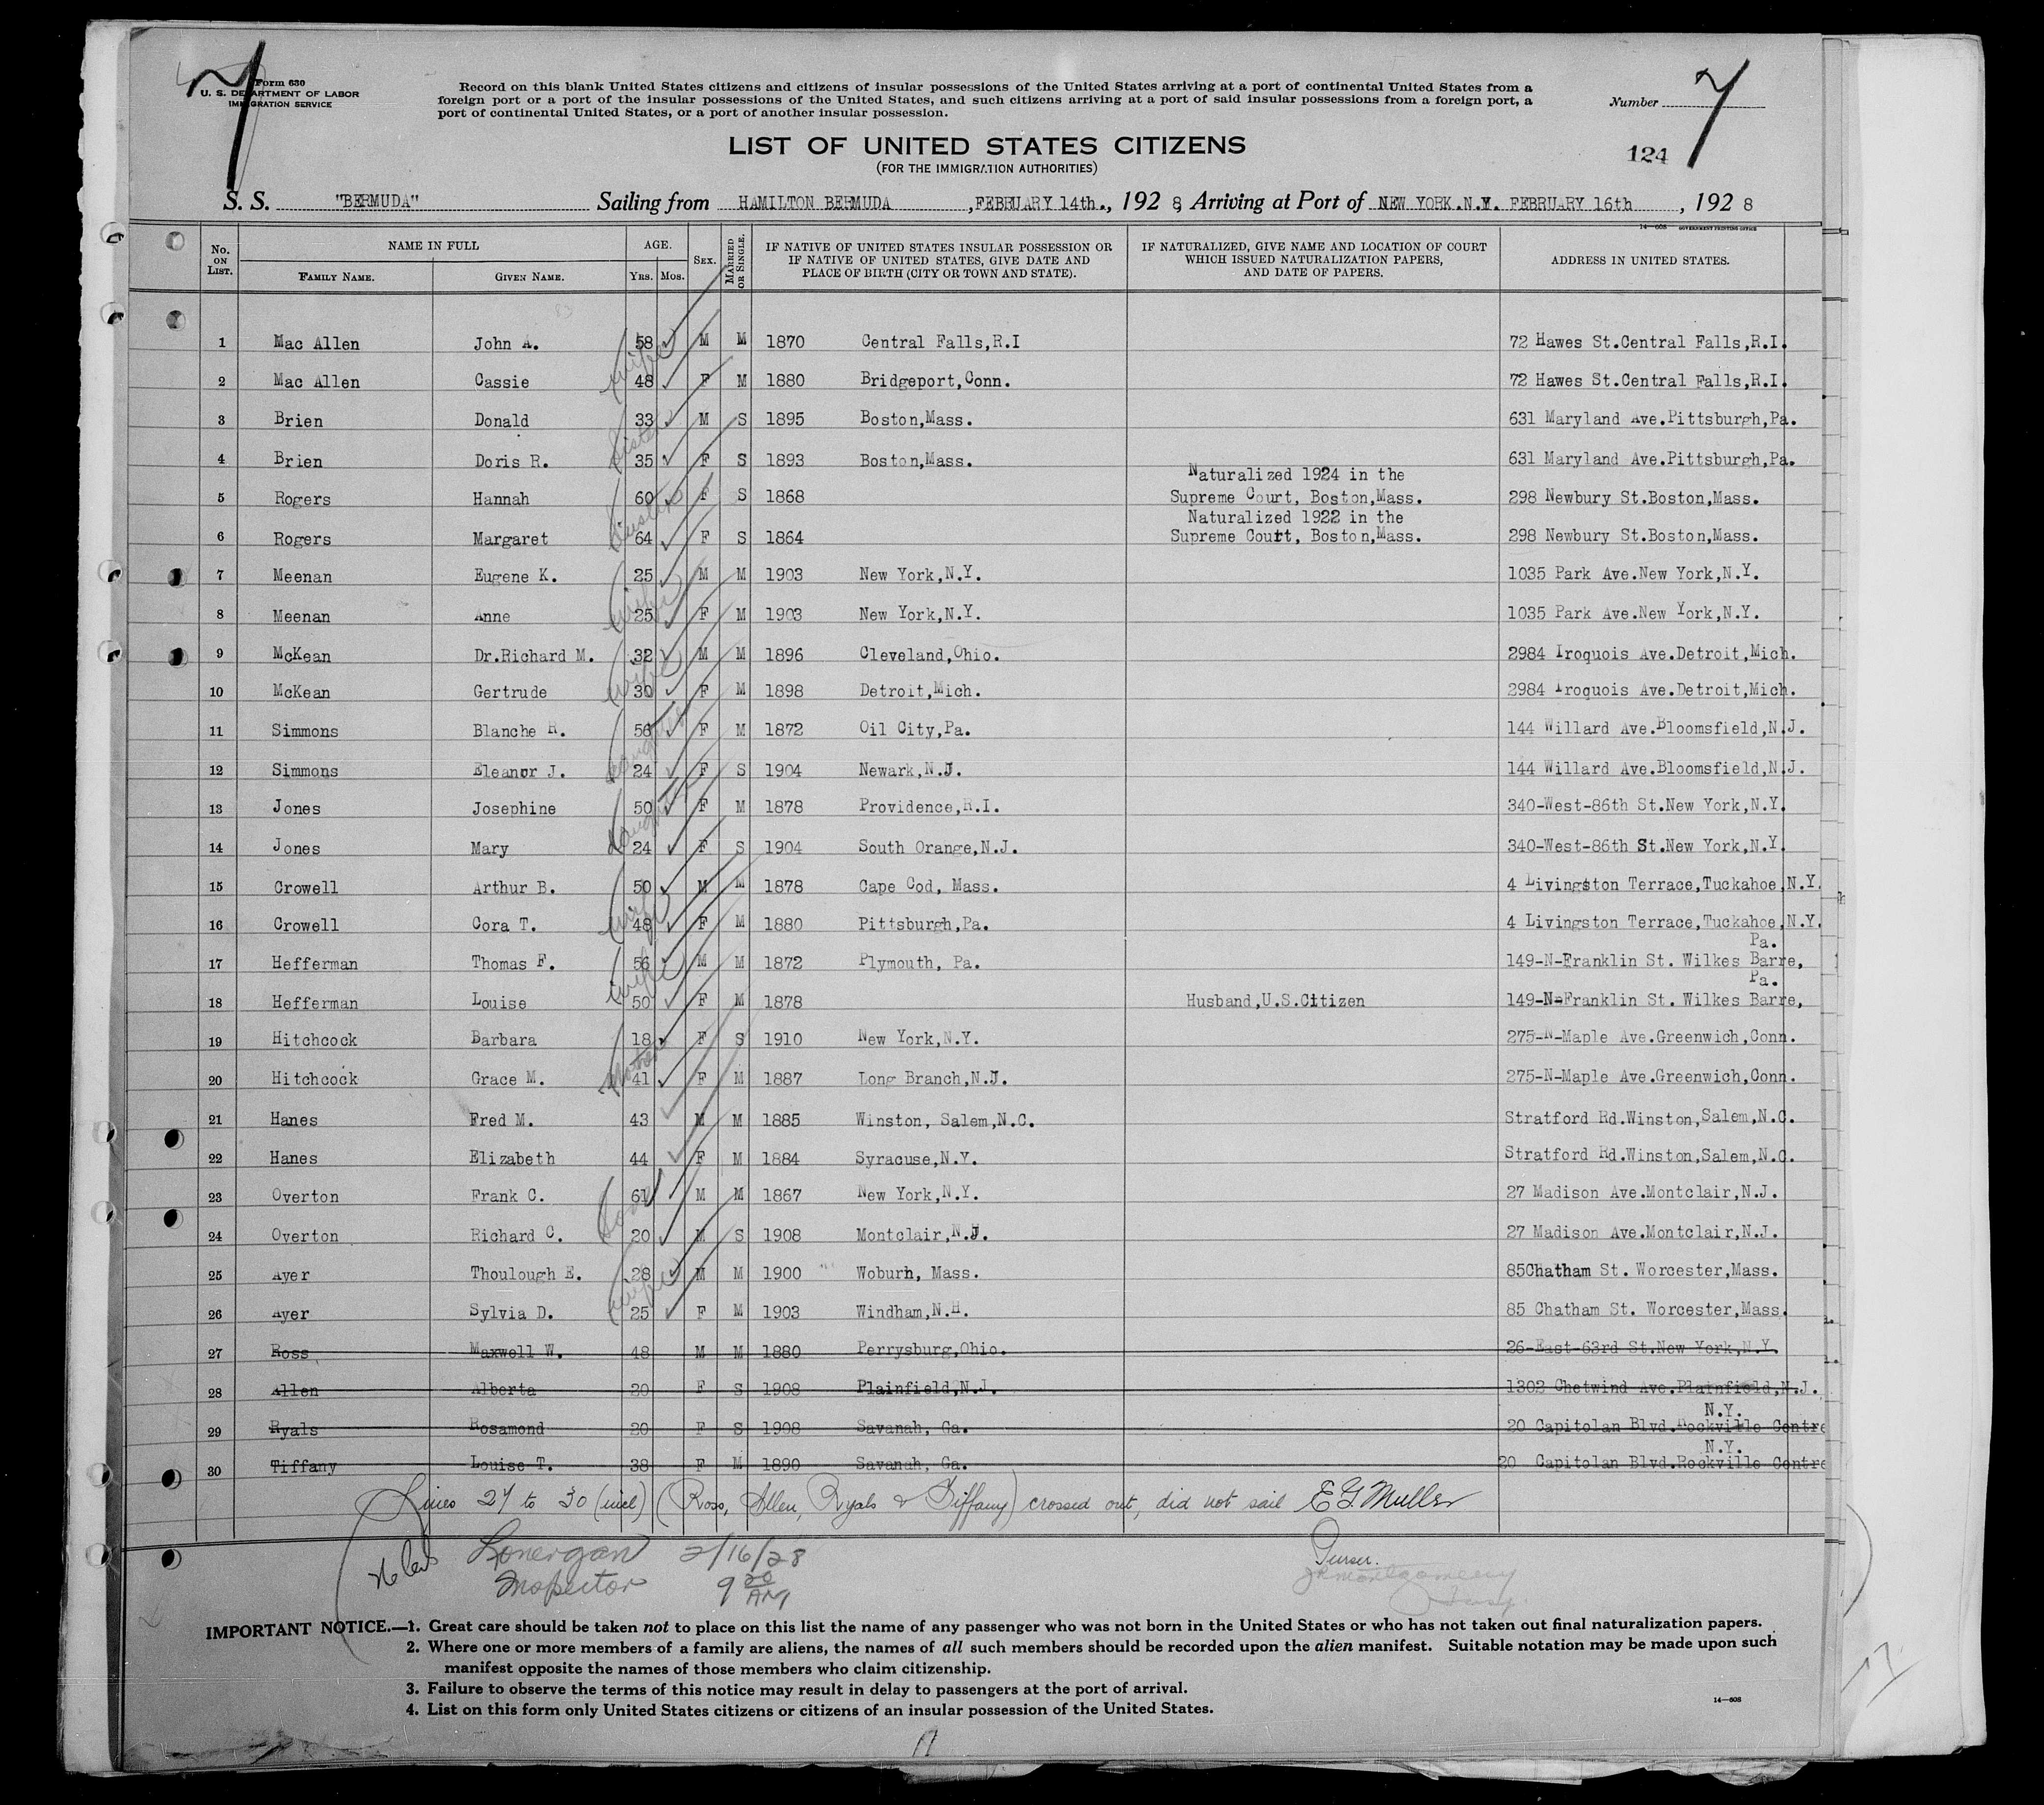 7
Form 630
U. S. DEPARTMENT OF LABOR
IMMIGRATION SERVICE
Record on this blank United States citizens and citizens of insular possessions of the United States arriving at a port of continental United States from a
foreign port or a port of the insular possessions of the United States, and such citizens arriving at a port of said insular possessions from a foreign port, a
port of continental United States, or a port of another insular possession.
Number 7
LIST OF UNITED STATES CITIZENS
(FOR THE IMMIGRATION AUTHORITIES)
124
S. S. "BERMUDA" Sailing from HAMILTON BERMUDA ,FEBRUARY 14th., 192 8, Arriving at Port of NEW YORK.N.Y. FEBRUARY 16th , 192 8
14—608 GOVERNMENT PRINTING OFFICE
No. ON LIST. NAME IN FULL FAMILY NAME. GIVEN NAME. AGE. YRS. MOS. SEX. MARRIED OR SINGLE. IF NATIVE OF UNITED STATES INSULAR POSSESSION OR IF NATIVE OF UNITED STATES, GIVE DATE AND PLACE OF BIRTH (CITY OR TOWN AND STATE). IF NATURALIZED, GIVE NAME AND LOCATION OF COURT WHICH ISSUED NATURALIZATION PAPERS, AND DATE OF PAPERS. ADDRESS IN UNITED STATES.
1 Mac Allen John A. 58 M M 1870 Central Falls,R.I 72 Hawes St.Central Falls,R.I.
wife
2 Mac Allen Cassie 48 F M 1880 Bridgeport,Conn. 72 Hawes St.Central Falls,R.I.
3 Brien Donald 33 M S 1895 Boston,Mass. 631 Maryland Ave.Pittsburgh,Pa.
sister
4 Brien Doris R. 35 F S 1893 Boston,Mass. 631 Maryland Ave.Pittsburgh,Pa.
Naturalized 1924 in the
5 Rogers Hannah 60 F S 1868 Supreme Court, Boston,Mass. 298 Newbury St.Boston,Mass.
sister
Naturalized 1922 in the
6 Rogers Margaret 64 F S 1864 Supreme Court, Boston,Mass. 298 Newbury St.Boston,Mass.
7 Meenan Eugene K. 25 M M 1903 New York,N.Y. 1035 Park Ave.New York,N.Y.
wife
8 Meenan Anne 25 F M 1903 New York,N.Y. 1035 Park Ave.New York,N.Y.
9 McKean Dr.Richard M. 32 M M 1896 Cleveland,Ohio. 2984 Iroquois Ave.Detroit,Mich.
wife
10 McKean Gertrude 30 F M 1898 Detroit,Mich. 2984 Iroquois Ave.Detroit,Mich.
11 Simmons Blanche R. 56 F M 1872 Oil City,Pa. 144 Willard Ave.Bloomsfield,N.J.
daughter
12 Simmons Eleanor J. 24 F S 1904 Newark,N.J. 144 Willard Ave.Bloomsfield,N.J.
13 Jones Josephine 50 F M 1878 Providence,R.I. 340-West-86th St.New York,N.Y.
daughter
14 Jones Mary 24 F S 1904 South Orange,N.J. 340-West-86th St.New York,N.Y.
15 Crowell Arthur B. 50 M M 1878 Cape Cod, Mass. 4 Livingston Terrace,Tuckahoe,N.Y.
wife
16 Crowell Cora T. 48 F M 1880 Pittsburgh,Pa. 4 Livingston Terrace,Tuckahoe,N.Y.
Pa.
17 Hefferman Thomas F. 56 M M 1872 Plymouth, Pa. 149-N-Franklin St. Wilkes Barre,
wife
Pa.
18 Hefferman Louise 50 F M 1878 Husband,U.S.Citizen 149-N-Franklin St. Wilkes Barre,
19 Hitchcock Barbara 18 F S 1910 New York,N.Y. 275-N-Maple Ave.Greenwich,Conn.
Mother
20 Hitchcock Grace M. 41 F M 1887 Long Branch,N.J. 275-N-Maple Ave.Greenwich,Conn.
21 Hanes Fred M. 43 M M 1885 Winston, Salem,N.C. Stratford Rd.Winston,Salem,N.C.
22 Hanes Elizabeth 44 F M 1884 Syracuse,N.Y. Stratford Rd.Winston,Salem,N.C.
23 Overton Frank C. 61 M M 1867 New York,N.Y. 27 Madison Ave.Montclair,N.J.
son
24 Overton Richard C. 20 M S 1908 Montclair,N.J. 27 Madison Ave.Montclair,N.J.
25 Ayer Thoulough E. 28 M M 1900 Woburn, Mass. 85Chatham St. Worcester,Mass.
wife
26 Ayer Sylvia D. 25 F M 1903 Windham,N.H. 85 Chatham St. Worcester,Mass.
27 Ross Maxwell W. 48 M M 1880 Perrysburg,Ohio. 26-East-63rd St.New York,N.Y.
28 Allen Alberta 20 F S 1908 Plainfield,N.J. 1302 Chetwind Ave.Plainfield,N.J.
N.Y.
29 Ryals Rosamond 20 F S 1908 Savanah, Ga. 20 Capitolan Blvd.Rockville Centre
N.Y.
30 Tiffany Louise T. 38 F M 1890 Savanah, Ga. 20 Capitolan Blvd.Rockville Centre
Lines 27 to 30 (incl) (Ross, Allen, Ryals & Tiffany) crossed out, did not sail E G Muller
Purser.
Lonergan 2/16/28
Inspector 9 20 AM
JR Montgomery
IMPORTANT NOTICE.—1. Great care should be taken not to place on this list the name of any passenger who was not born in the United States or who has not taken out final naturalization papers.
2. Where one or more members of a family are aliens, the names of all such members should be recorded upon the alien manifest. Suitable notation may be made upon such
manifest opposite the names of those members who claim citizenship.
3. Failure to observe the terms of this notice may result in delay to passengers at the port of arrival.
4. List on this form only United States citizens or citizens of an insular possession of the United States.
14—608